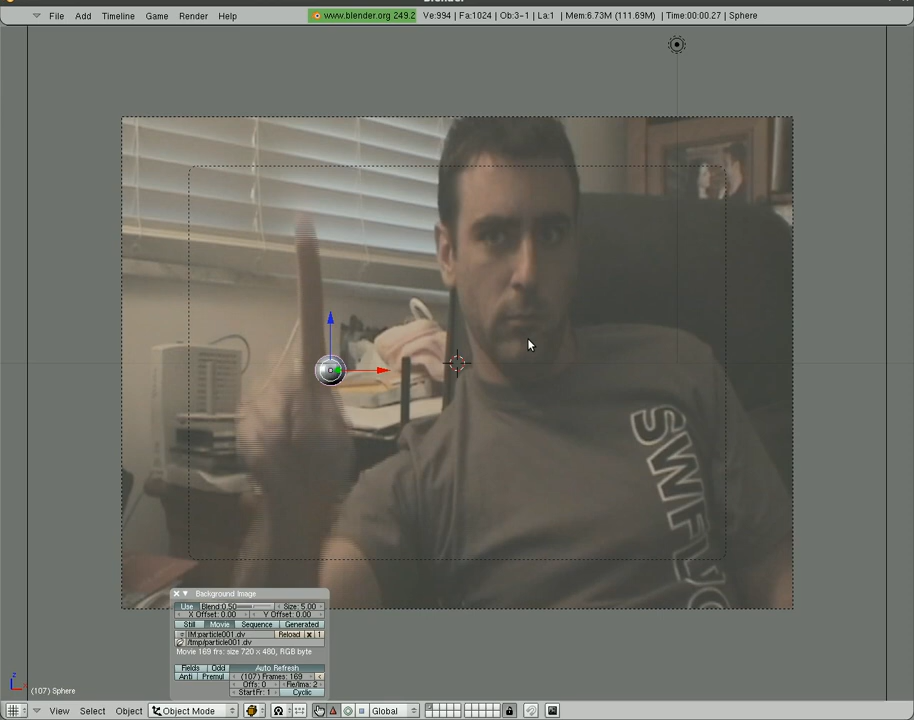 Blender
File Add Timeline Game Render Help www.blender.org 249.2 Ve:994 | Fa:1024 | Ob:3-1 | La:1 | Mem:6.73M (111.69M) | Time:00:00.27 | Sphere
SWFL
Background Image
Use Blend:0.50 Size: 5.00
X Offset: 0.00 Y Offset: 0.00
Still Movie Sequence Generated
IM:particle001.dv Reload X 1
/tmp/particle001.dv
Movie 169 frs: size 720 x 480, RGB byte
Fields Odd Auto Refresh
Anti Premul (107) Frames: 169 <
Offs: 0 Fie/Ima: 2
StartFr: 1 Cyclic
Z
X
(107) Sphere
View Select Object Object Mode Global